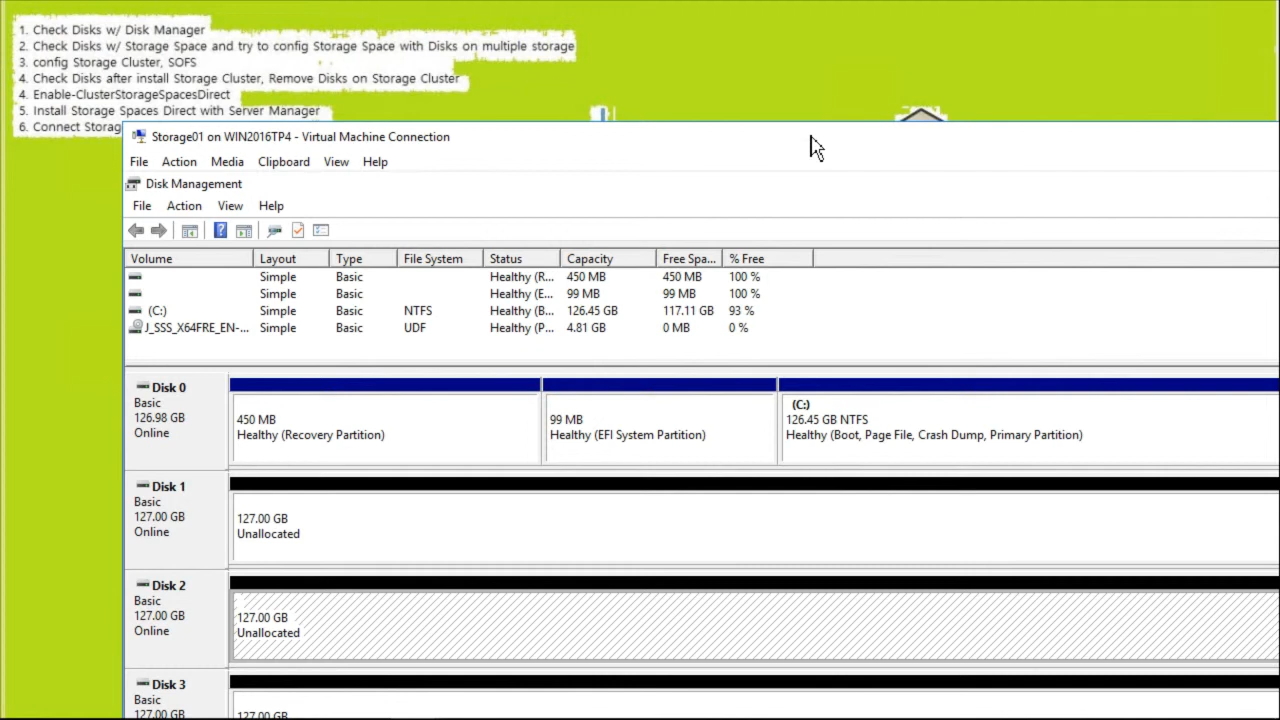 1. Check Disks w/ Disk Manager
2. Check Disks w/ Storage Space and try to config Storage Space with Disks on multiple storage
3. config Storage Cluster, SOFS
4. Check Disks after install Storage Cluster, Remove Disks on Storage Cluster
4. Enable-ClusterStorageSpacesDirect
5. Install Storage Spaces Direct with Server Manager
6. Connect Storag
Storage01 on WIN2016TP4 - Virtual Machine Connection
File Action Media Clipboard View Help
Disk Management
File Action View Help
Volume Layout Type File System Status Capacity Free Spa... % Free
Simple Basic Healthy (R... 450 MB 450 MB 100 %
Simple Basic Healthy (E... 99 MB 99 MB 100 %
(C:) Simple Basic NTFS Healthy (B... 126.45 GB 117.11 GB 93 %
J_SSS_X64FRE_EN-... Simple Basic UDF Healthy (P... 4.81 GB 0 MB 0 %
Disk 0
Basic
126.98 GB
Online
450 MB
Healthy (Recovery Partition)
99 MB
Healthy (EFI System Partition)
(C:)
126.45 GB NTFS
Healthy (Boot, Page File, Crash Dump, Primary Partition)
Disk 1
Basic
127.00 GB
Online
127.00 GB
Unallocated
Disk 2
Basic
127.00 GB
Online
127.00 GB
Unallocated
Disk 3
Basic
127.00 GB
127.00 GB